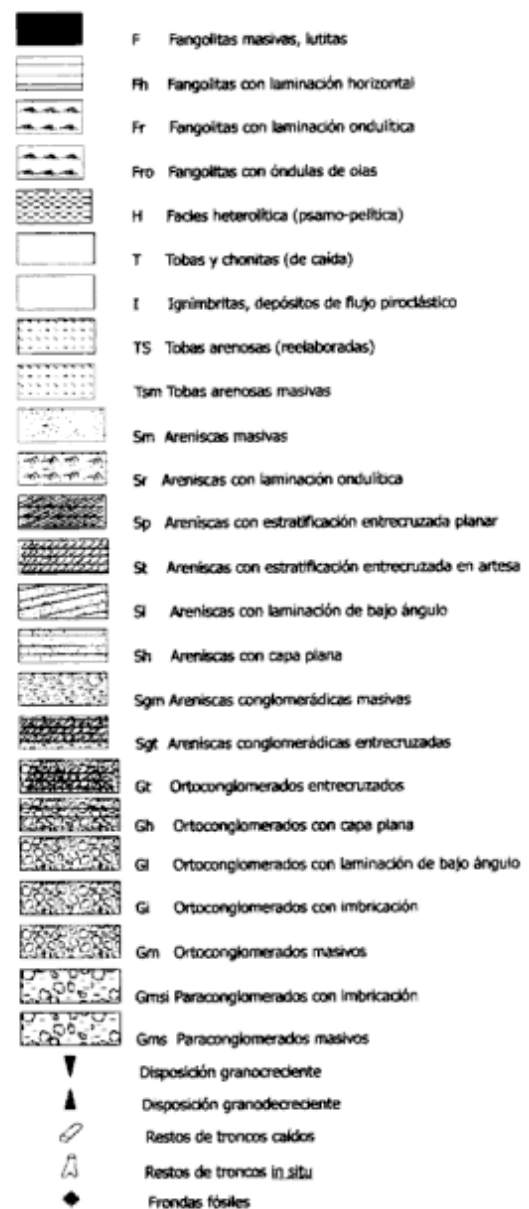 F Fangolitas masivas, lutitas
Fh Fangolitas con laminación horizontal
Fr Fangolitas con laminación ondulítica
Fro Fangolitas con óndulas de olas
H Facies heterolítica (psamo-pelítica)
T Tobas y chonitas (de caída)
I Ignimbritas, depósitos de flujo piroclástico
TS Tobas arenosas (reelaboradas)
Tsm Tobas arenosas masivas
Sm Areniscas masivas
Sr Areniscas con laminación ondulítica
Sp Areniscas con estratificación entrecruzada planar
St Areniscas con estratificación entrecruzada en artesa
Sl Areniscas con laminación de bajo ángulo
Sh Areniscas con capa plana
Sgm Areniscas conglomerádicas masivas
Sgt Areniscas conglomerádicas entrecruzadas
Gt Ortoconglomerados entrecruzados
Gh Ortoconglomerados con capa plana
Gl Ortoconglomerados con laminación de bajo ángulo
Gi Ortoconglomerados con imbricación
Gm Ortoconglomerados masivos
Gmsi Paraconglomerados con imbricación
Gms Paraconglomerados masivos
Disposición granocreciente
Disposición granodecreciente
Restos de troncos caídos
Restos de troncos in situ
Frondas fósiles